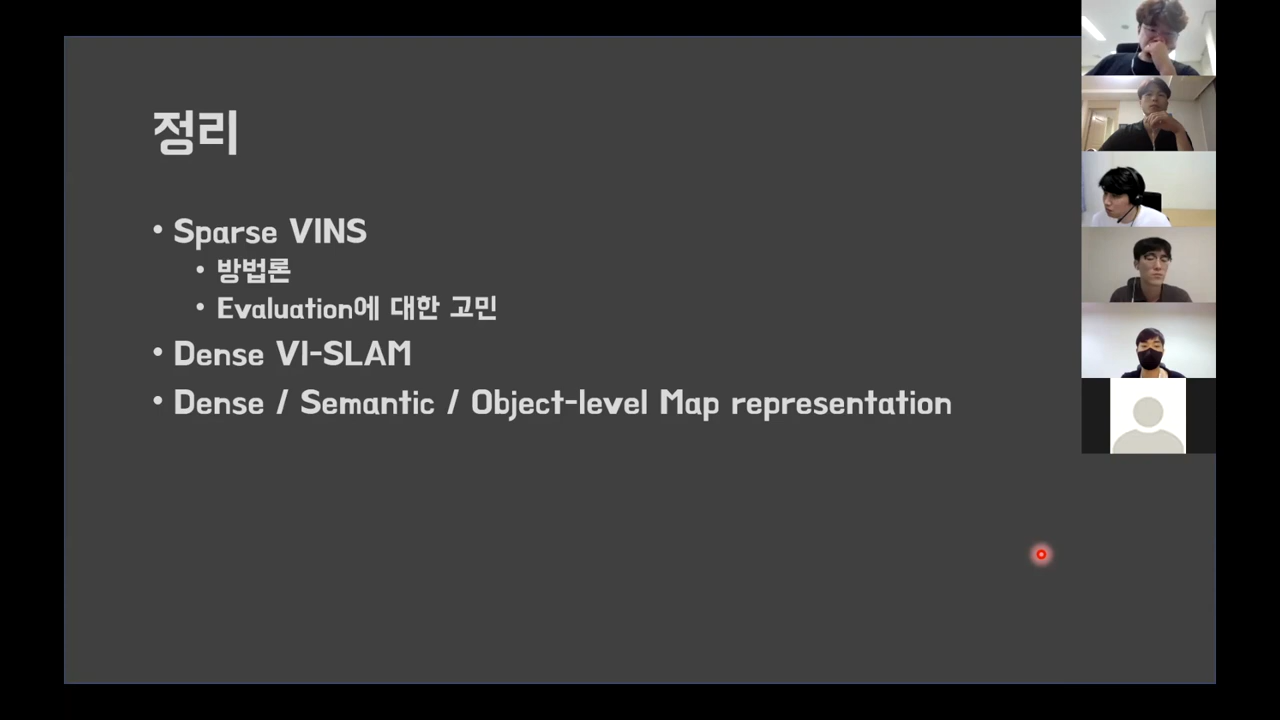 정리
• Sparse VINS
• 방법론
• Evaluation에 대한 고민
• Dense VI-SLAM
• Dense / Semantic / Object-level Map representation